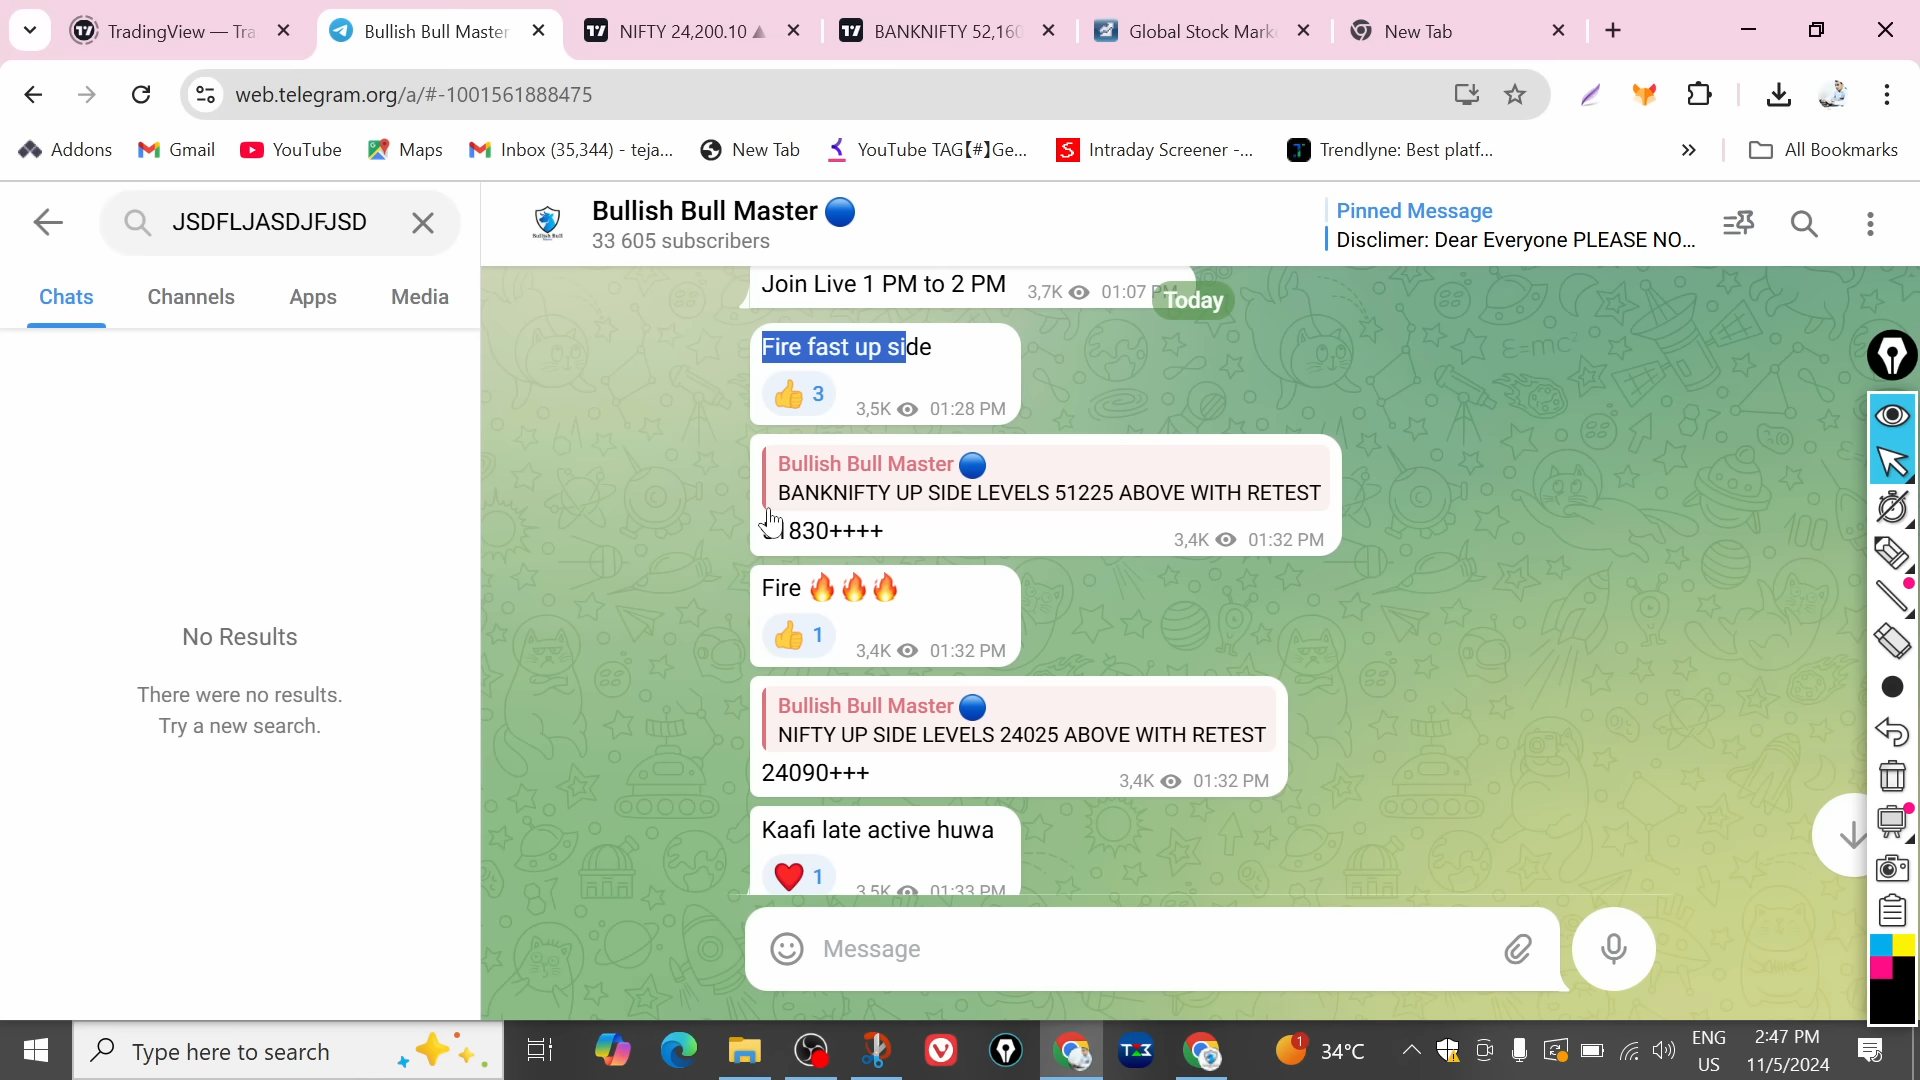 TradingView — Tra
Bullish Bull Master
NIFTY 24,200.10 ▲
BANKNIFTY 52,160
Global Stock Mark
New Tab
web.telegram.org/a/#-1001561888475
Addons
Gmail
YouTube
Maps
Inbox (35,344) - teja...
New Tab
YouTube TAG【#】Ge...
Intraday Screener -...
Trendlyne: Best platf...
All Bookmarks
JSDFLJASDJFJSD
Chats
Channels
Apps
Media
No Results
There were no results.
Try a new search.
Bullish Bull Master 🔵
33 605 subscribers
Pinned Message
Disclimer: Dear Everyone PLEASE NO...
Join Live 1 PM to 2 PM
3,7K 01:07 P
Today
Fire fast up side
👍 3
3,5K 01:28 PM
Bullish Bull Master 🔵
BANKNIFTY UP SIDE LEVELS 51225 ABOVE WITH RETEST
1830++++
3,4K 01:32 PM
Fire 🔥🔥🔥
👍 1
3,4K 01:32 PM
Bullish Bull Master 🔵
NIFTY UP SIDE LEVELS 24025 ABOVE WITH RETEST
24090+++
3,4K 01:32 PM
Kaafi late active huwa
❤️ 1
3,5K 01:33 PM
Message
Type here to search
1
34°C
ENG
US
2:47 PM
11/5/2024